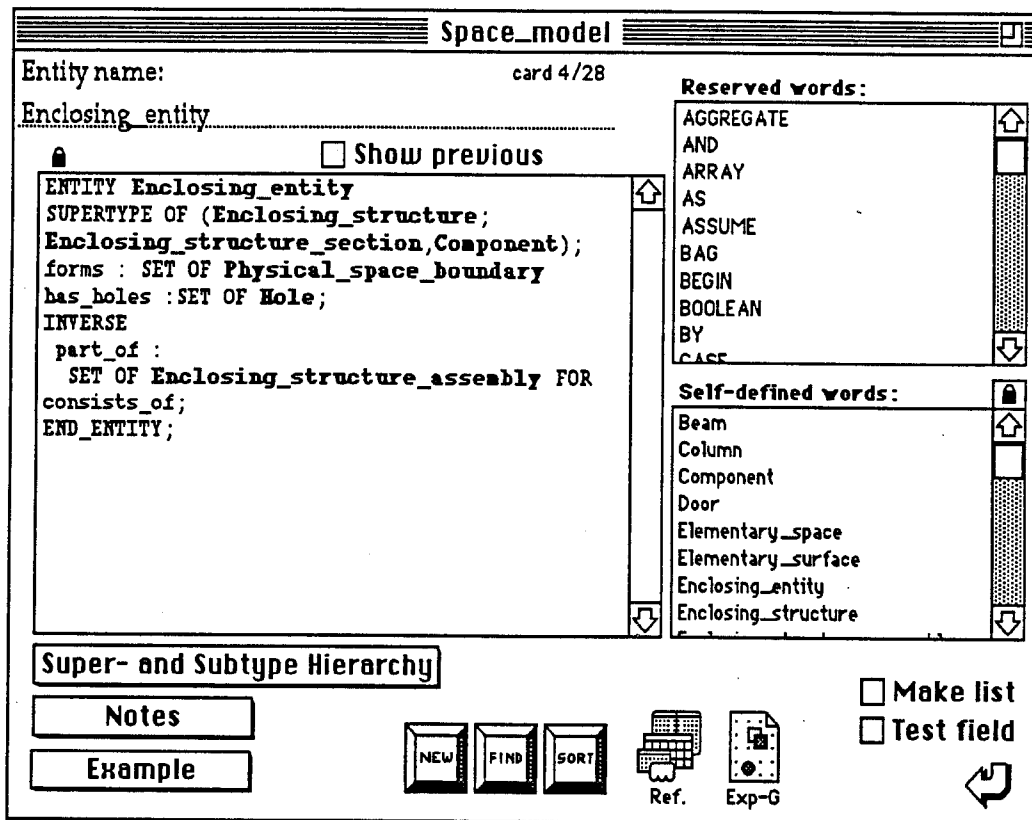 Space_model
Entity name:
card 4/28
Enclosing_entity
Show previous
ENTITY Enclosing_entity
SUPERTYPE OF (Enclosing_structure;
Enclosing_structure_section,Component);
forms : SET OF Physical_space_boundary
has_holes :SET OF Hole;
INVERSE
part_of :
SET OF Enclosing_structure_assembly FOR
consists_of;
END_ENTITY;
Reserved words:
AGGREGATE
AND
ARRAY
AS
ASSUME
BAG
BEGIN
BOOLEAN
BY
CASE
Self-defined words:
Beam
Column
Component
Door
Elementary_space
Elementary_surface
Enclosing_entity
Enclosing_structure
Super- and Subtype Hierarchy
Notes
Example
NEW
FIND
SORT
Ref.
Exp-G
Make list
Test field